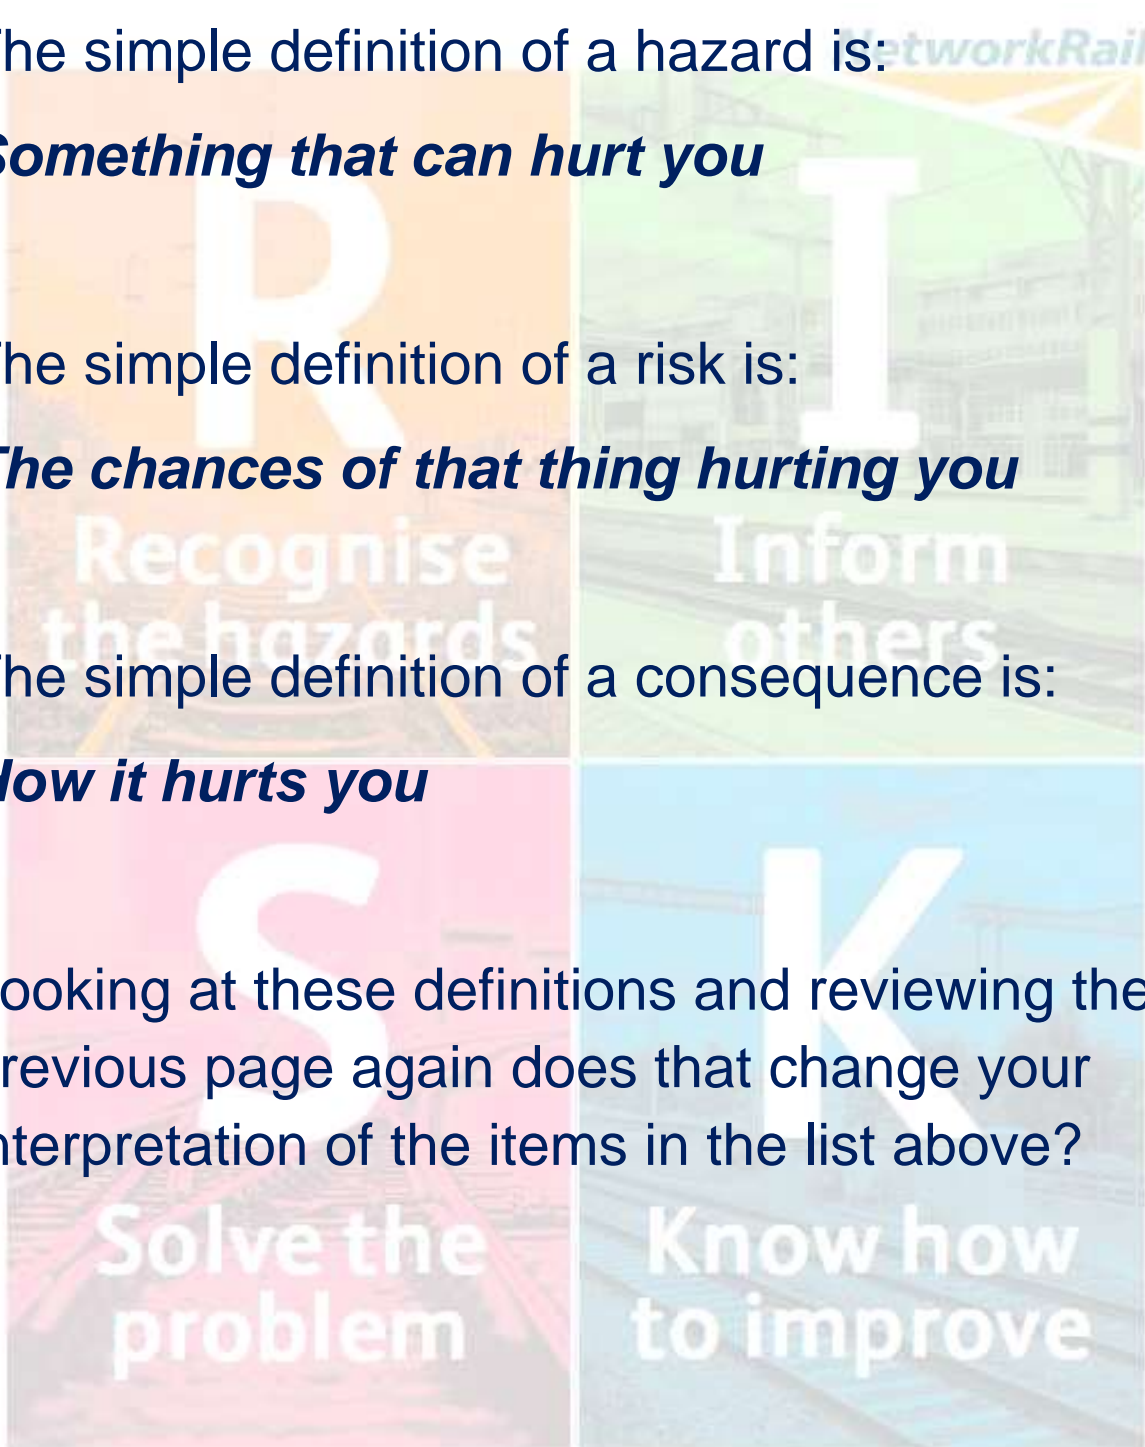 he simple definition of a hazard is:
NetworkRail
Something that can hurt you
R
I
he simple definition of a risk is:
The chances of that thing hurting you
Recognise
the hazards
Inform
others
he simple definition of a consequence is:
How it hurts you
S
K
ooking at these definitions and reviewing the
revious page again does that change your
nterpretation of the items in the list above?
Solve the
problem
Know how
to improve